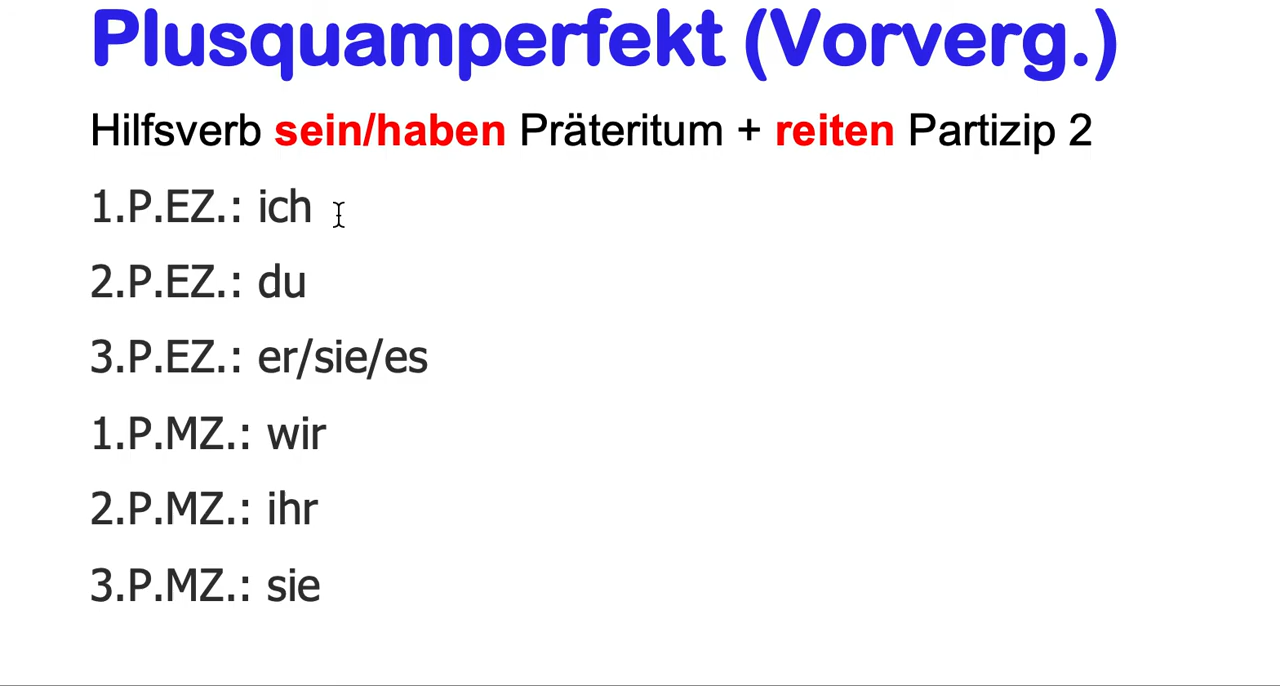 Plusquamperfekt (Vorverg.)
Hilfsverb sein/haben Präteritum + reiten Partizip 2
1.P.EZ.: ich
2.P.EZ.: du
3.P.EZ.: er/sie/es
1.P.MZ.: wir
2.P.MZ.: ihr
3.P.MZ.: sie